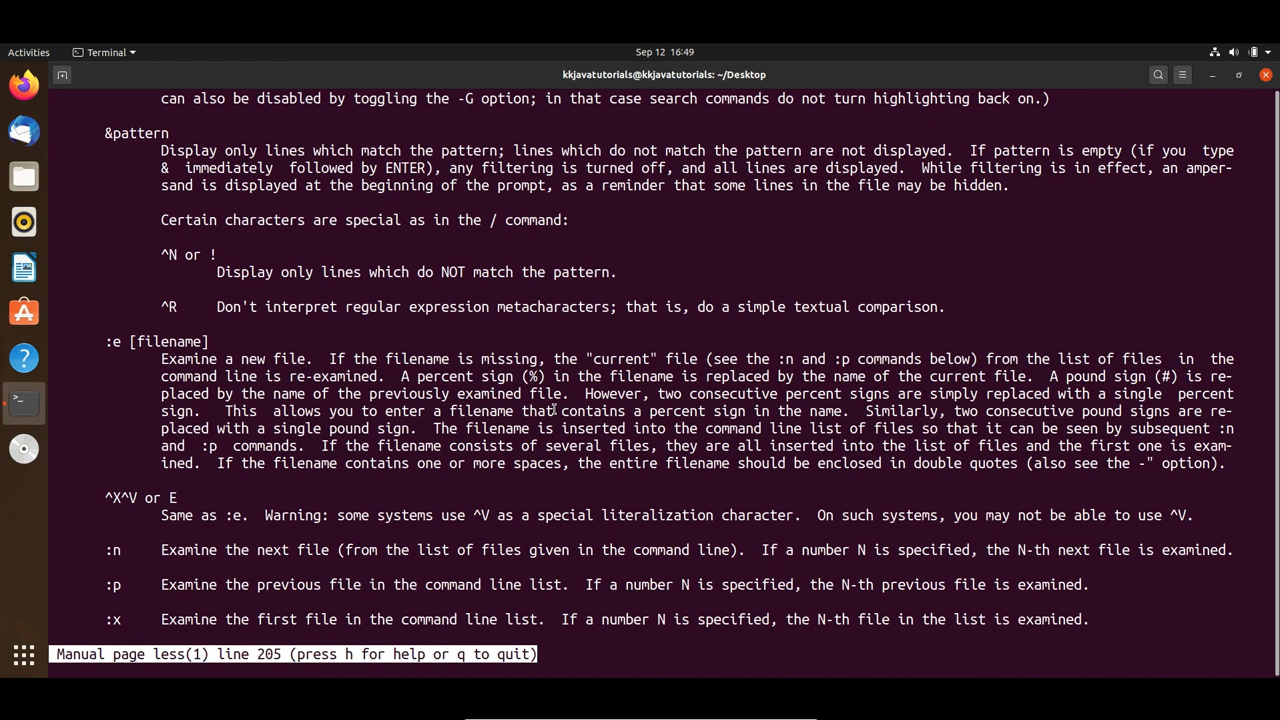 Activities
Terminal
Sep 12 16:49
kkjavatutorials@kkjavatutorials: ~/Desktop
can also be disabled by toggling the -G option; in that case search commands do not turn highlighting back on.)
&pattern
Display only lines which match the pattern; lines which do not match the pattern are not displayed.  If pattern is empty (if you  type
&  immediately  followed by ENTER), any filtering is turned off, and all lines are displayed.  While filtering is in effect, an amper-
sand is displayed at the beginning of the prompt, as a reminder that some lines in the file may be hidden.
Certain characters are special as in the / command:
^N or !
Display only lines which do NOT match the pattern.
^R     Don't interpret regular expression metacharacters; that is, do a simple textual comparison.
:e [filename]
Examine a new file.  If the filename is missing, the "current" file (see the :n and :p commands below) from the list of files  in  the
command line is re-examined.  A percent sign (%) in the filename is replaced by the name of the current file.  A pound sign (#) is re-
placed by the name of the previously examined file.  However, two consecutive percent signs are simply replaced with a single  percent
sign.   This  allows you to enter a filename that contains a percent sign in the name.  Similarly, two consecutive pound signs are re-
placed with a single pound sign.  The filename is inserted into the command line list of files so that it can be seen by subsequent :n
and  :p  commands.  If the filename consists of several files, they are all inserted into the list of files and the first one is exam-
ined.  If the filename contains one or more spaces, the entire filename should be enclosed in double quotes (also see the -" option).
^X^V or E
Same as :e.  Warning: some systems use ^V as a special literalization character.  On such systems, you may not be able to use ^V.
:n     Examine the next file (from the list of files given in the command line).  If a number N is specified, the N-th next file is examined.
:p     Examine the previous file in the command line list.  If a number N is specified, the N-th previous file is examined.
:x     Examine the first file in the command line list.  If a number N is specified, the N-th file in the list is examined.
Manual page less(1) line 205 (press h for help or q to quit)